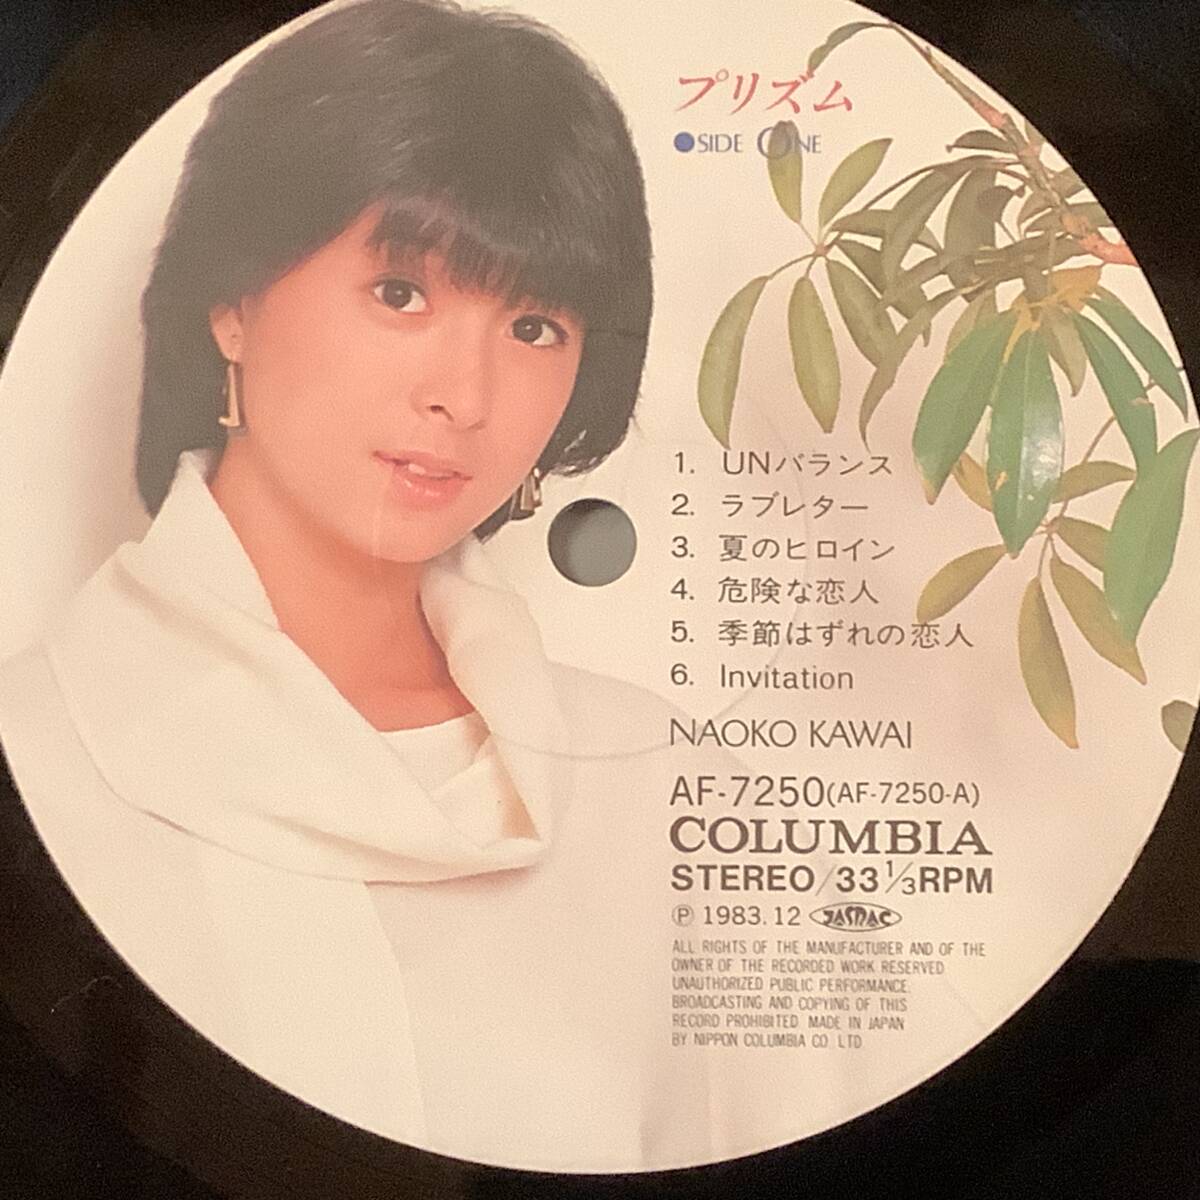 プリズム
●SIDE ONE
1. UNバランス
2. ラブレター
3. 夏のヒロイン
4. 危険な恋人
5. 季節はずれの恋人
6. Invitation
NAOKO KAWAI
AF-7250(AF-7250-A)
COLUMBIA
STEREO/33 1/3 RPM
Ⓟ 1983. 12 JASRAC
ALL RIGHTS OF THE MANUFACTURER AND OF THE
OWNER OF THE RECORDED WORK RESERVED
UNAUTHORIZED PUBLIC PERFORMANCE.
BROADCASTING AND COPYING OF THIS
RECORD PROHIBITED MADE IN JAPAN
BY NIPPON COLUMBIA CO. LTD